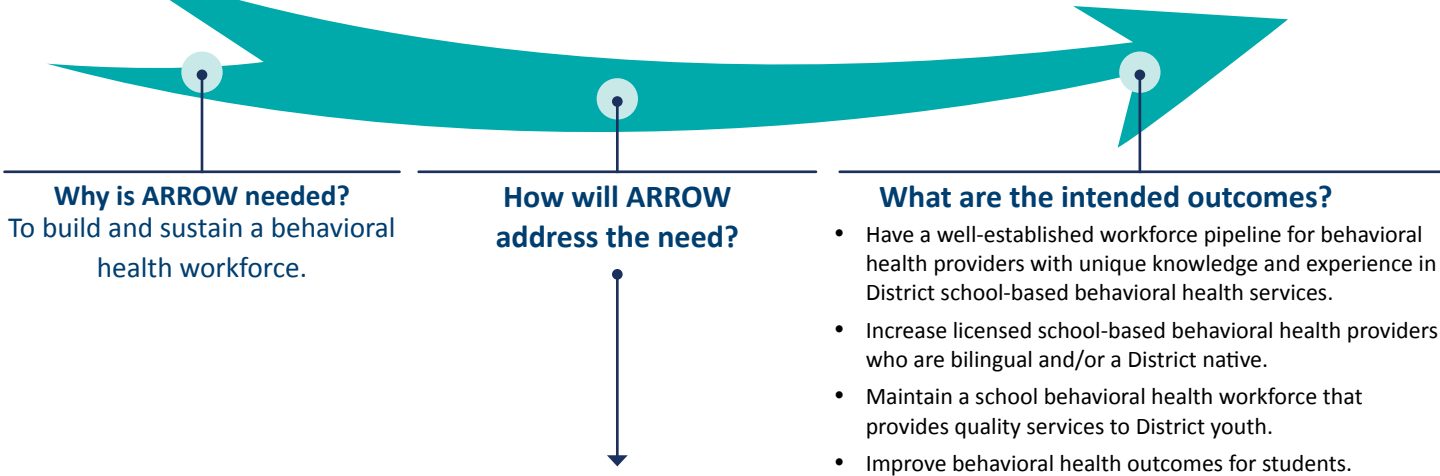 Why is ARROW needed?
To build and sustain a behavioral
health workforce.
How will ARROW
address the need?
What are the intended outcomes?
• Have a well-established workforce pipeline for behavioral
health providers with unique knowledge and experience in
District school-based behavioral health services.
• Increase licensed school-based behavioral health providers
who are bilingual and/or a District native.
• Maintain a school behavioral health workforce that
provides quality services to District youth.
• Improve behavioral health outcomes for students.